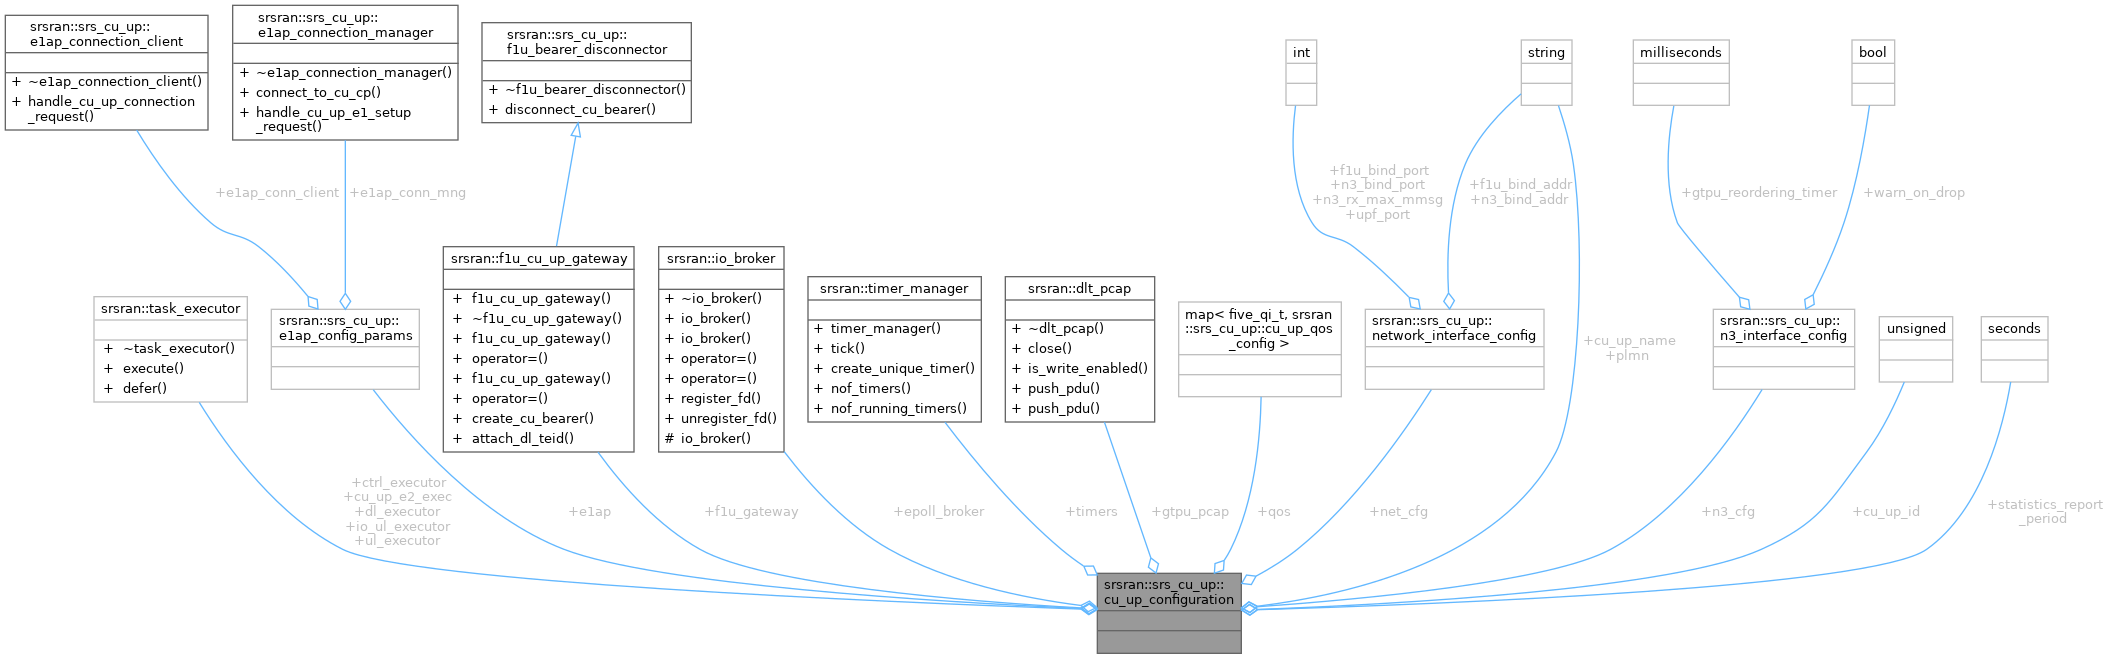 srsran::srs_cu_up::
e1ap_connection_client
+ ~e1ap_connection_client()
+ handle_cu_up_connection
_request()
srsran::srs_cu_up::
e1ap_connection_manager
+ ~e1ap_connection_manager()
+ connect_to_cu_cp()
+ handle_cu_up_e1_setup
_request()
srsran::srs_cu_up::
f1u_bearer_disconnector
+ ~f1u_bearer_disconnector()
+ disconnect_cu_bearer()
int
string
milliseconds
bool
+e1ap_conn_client
+e1ap_conn_mng
+f1u_bind_port
+n3_bind_port
+n3_rx_max_mmsg
+upf_port
+f1u_bind_addr
+n3_bind_addr
+gtpu_reordering_timer
+warn_on_drop
srsran::task_executor
+ ~task_executor()
+ execute()
+ defer()
srsran::srs_cu_up::
e1ap_config_params
srsran::f1u_cu_up_gateway
+ f1u_cu_up_gateway()
+ ~f1u_cu_up_gateway()
+ f1u_cu_up_gateway()
+ operator=()
+ f1u_cu_up_gateway()
+ operator=()
+ create_cu_bearer()
+ attach_dl_teid()
srsran::io_broker
+ ~io_broker()
+ io_broker()
+ io_broker()
+ operator=()
+ operator=()
+ register_fd()
+ unregister_fd()
# io_broker()
srsran::timer_manager
+ timer_manager()
+ tick()
+ create_unique_timer()
+ nof_timers()
+ nof_running_timers()
srsran::dlt_pcap
+ ~dlt_pcap()
+ close()
+ is_write_enabled()
+ push_pdu()
+ push_pdu()
map< five_qi_t, srsran
::srs_cu_up::cu_up_qos
_config >
srsran::srs_cu_up::
network_interface_config
+cu_up_name
+plmn
srsran::srs_cu_up::
n3_interface_config
unsigned
seconds
+ctrl_executor
+cu_up_e2_exec
+dl_executor
+io_ul_executor
+ul_executor
+e1ap
+f1u_gateway
+epoll_broker
+timers
+gtpu_pcap
+qos
+net_cfg
+n3_cfg
+cu_up_id
+statistics_report
_period
srsran::srs_cu_up::
cu_up_configuration